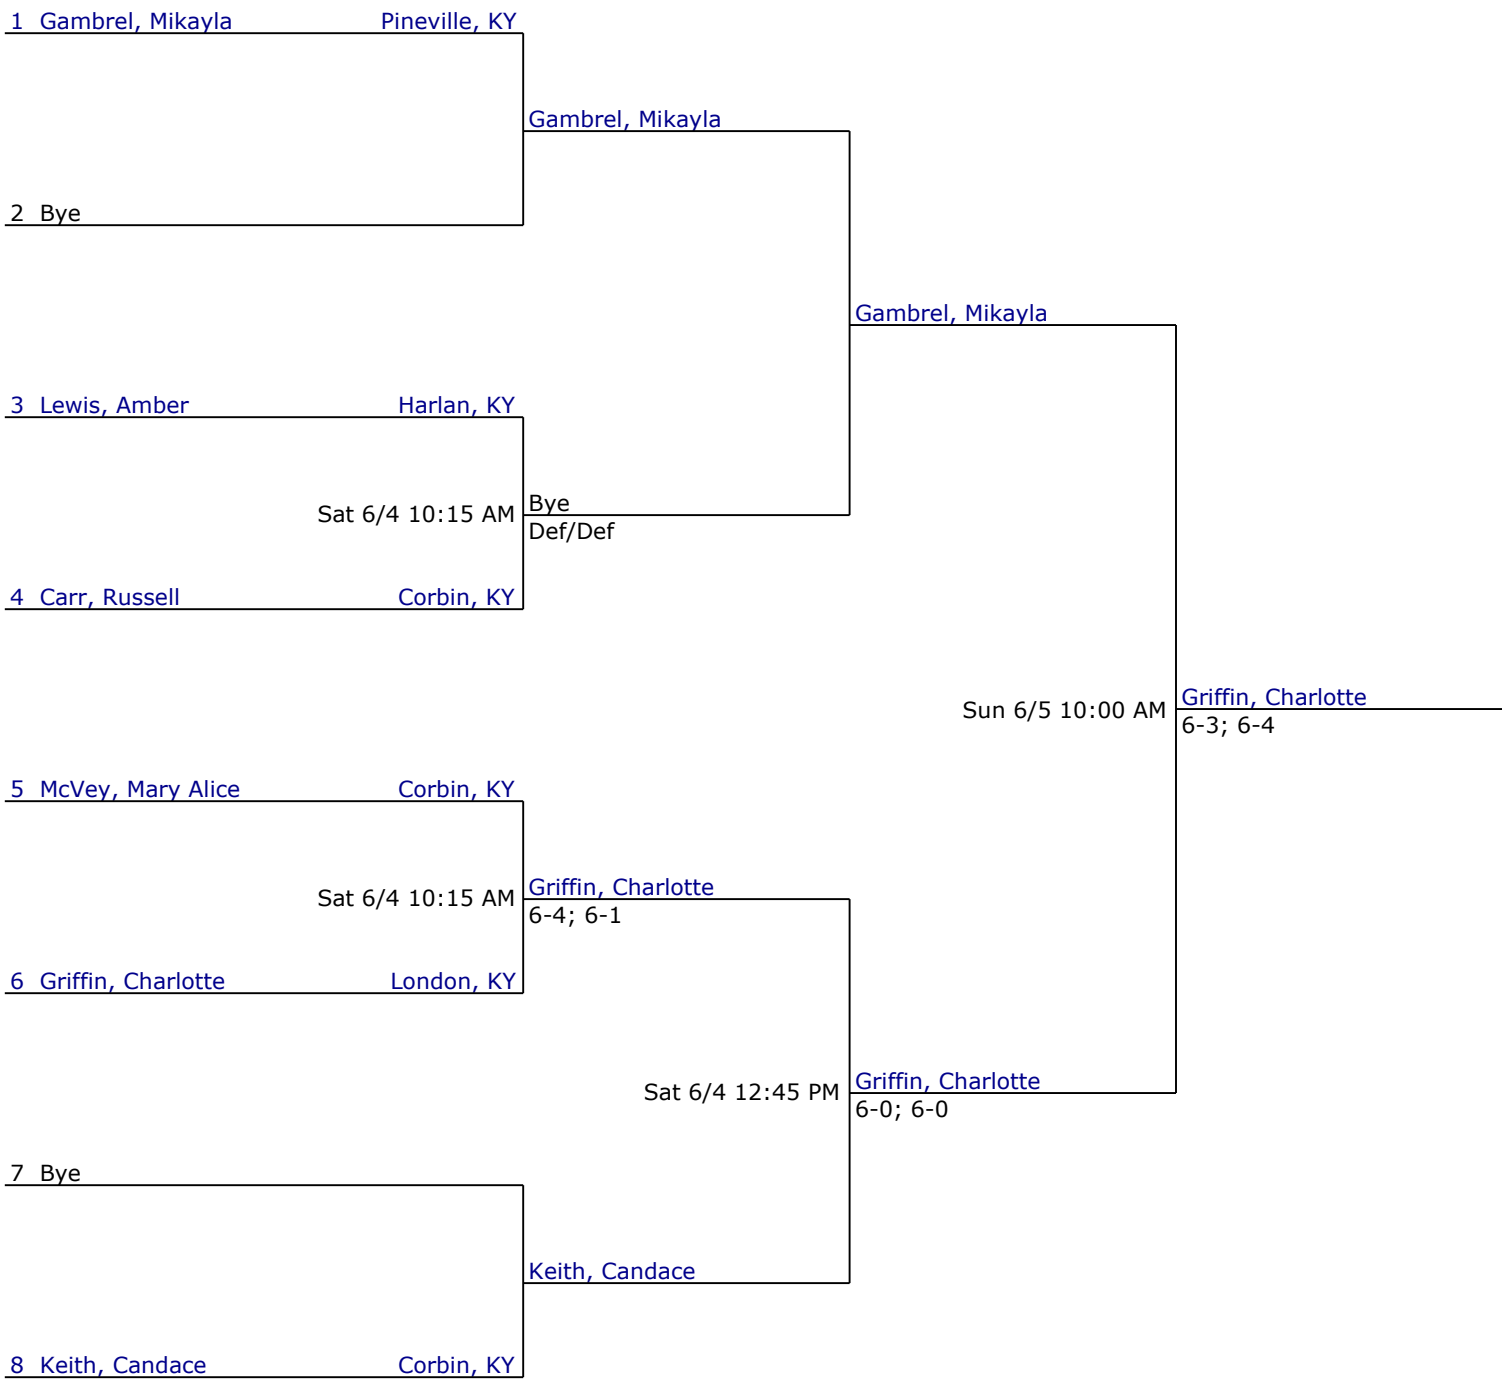 1 Gambrel, Mikayla Pineville, KY
Gambrel, Mikayla
2 Bye
Gambrel, Mikayla
3 Lewis, Amber Harlan, KY
Sat 6/4 10:15 AM Bye
Def/Def
4 Carr, Russell Corbin, KY
Sun 6/5 10:00 AM Griffin, Charlotte
6-3; 6-4
5 McVey, Mary Alice Corbin, KY
Sat 6/4 10:15 AM Griffin, Charlotte
6-4; 6-1
6 Griffin, Charlotte London, KY
Sat 6/4 12:45 PM Griffin, Charlotte
6-0; 6-0
7 Bye
Keith, Candace
8 Keith, Candace Corbin, KY